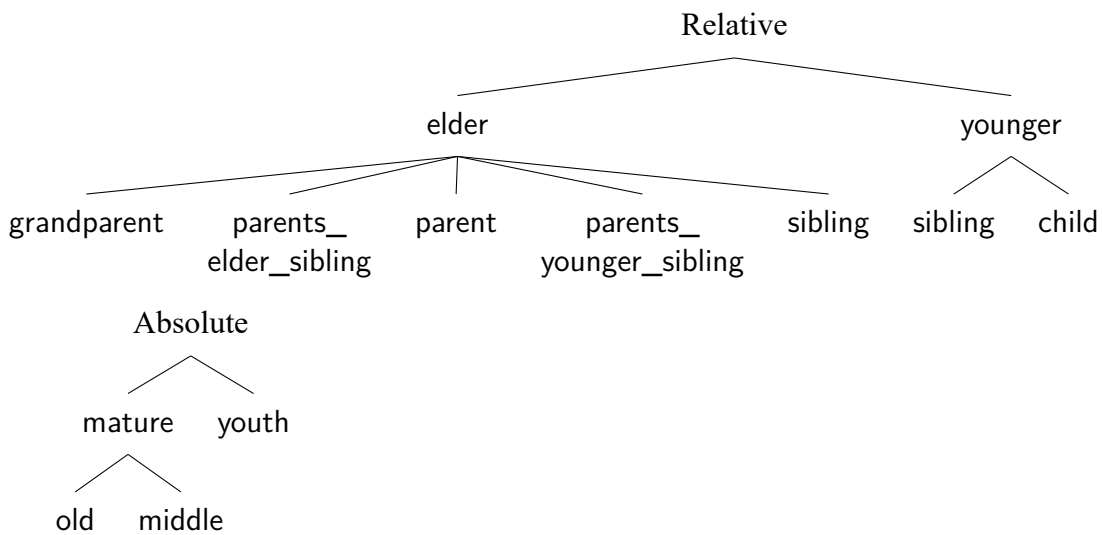 Relative
elder younger
grandparent parents_ parent parents_ sibling sibling child
elder_sibling younger_sibling
Absolute
mature youth
old middle